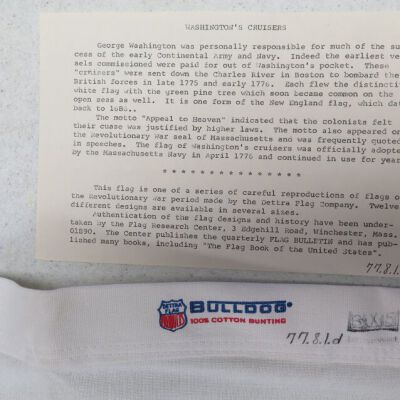 WASHINGTON'S CRUISERS
George Washington was personally responsible for much of the suc
cess of the early Continental Army and Navy. Indeed the earliest ve
sels commissioned were paid for out of Washington's pocket. These
"cruisers" were sent down the Charles River in Boston to bombard the
British forces in late 1775 and early 1776. Each flew the distincti
white flag with the green pine tree which soon became common on the
open seas as well. It is one form of the New England flag, which dat
back to 1686.
The motto "Appeal to Heaven" indicated that the colonists felt
their cuase was justified by higher laws. The motto also appeared on
the Revolutionary War seal of Massachusetts and was frequently quoted
in speeches. The flag of Washington's cruisers was officially adopte
by the Massachusetts Navy in April 1776 and continued in use for year
* * * * * * * * * * * * * * *
This flag is one of a series of careful reproductions of flags o
the Revolutionary War period made by the Dettra Flag Company. Twelve
different designs are available in several sizes.
Authentication of the flag designs and history have been under-
taken by the Flag Research Center, 3 Edgehill Road, Winchester, Mass.
01890. The Center publishes the quarterly FLAG BULLETIN and has pub-
lished many books, including "The Flag Book of the United States".
77.8.1.
DETTRA
FLAG
BULLDOG
100% COTTON BUNTING
77.8.1.d